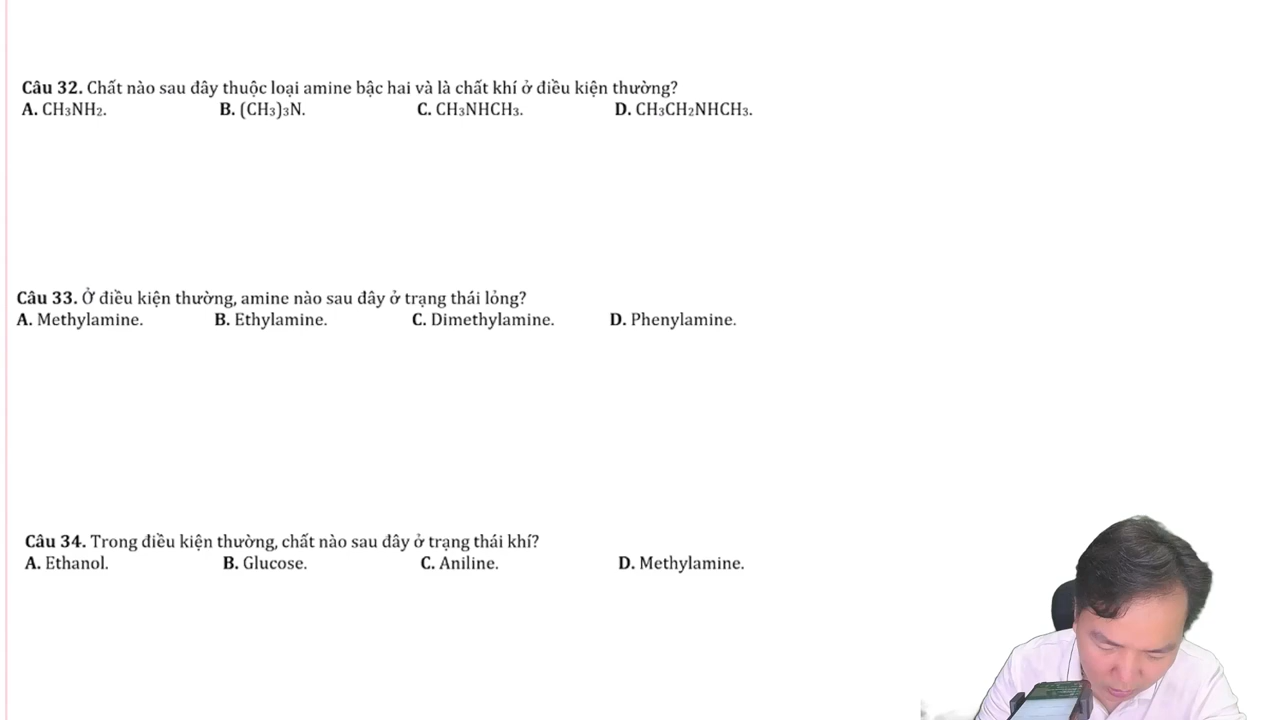 Câu 32. Chất nào sau đây thuộc loại amine bậc hai và là chất khí ở điều kiện thường?
A. CH₃NH₂. B. (CH₃)₃N. C. CH₃NHCH₃. D. CH₃CH₂NHCH₃.
Câu 33. Ở điều kiện thường, amine nào sau đây ở trạng thái lỏng?
A. Methylamine. B. Ethylamine. C. Dimethylamine. D. Phenylamine.
Câu 34. Trong điều kiện thường, chất nào sau đây ở trạng thái khí?
A. Ethanol. B. Glucose. C. Aniline. D. Methylamine.